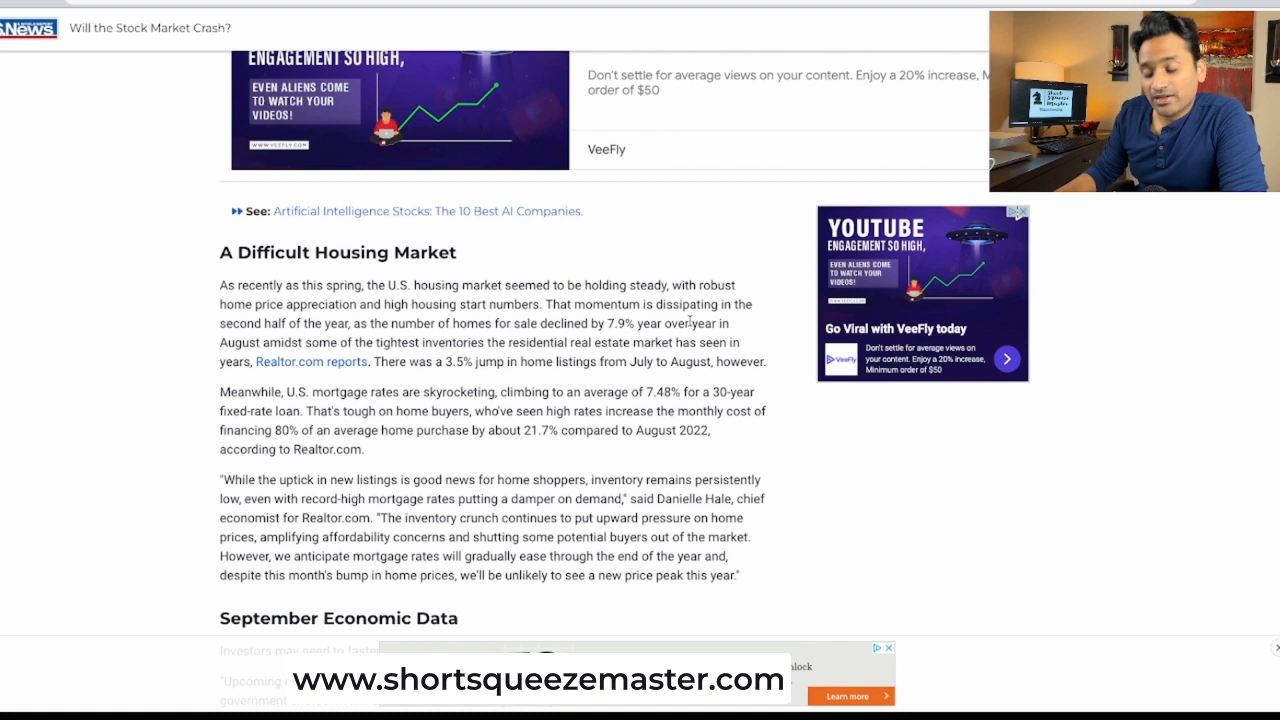 News
Will the Stock Market Crash?
ENGAGEMENT SO HIGH,
EVEN ALIENS COME
TO WATCH YOUR
VIDEOS!
WWW.VEEFLY.COM
Don't settle for average views on your content. Enjoy a 20% increase, M
order of $50
VeeFly
Short
Squeeze
Master
See: Artificial Intelligence Stocks: The 10 Best AI Companies.
A Difficult Housing Market
As recently as this spring, the U.S. housing market seemed to be holding steady, with robust
home price appreciation and high housing start numbers. That momentum is dissipating in the
second half of the year, as the number of homes for sale declined by 7.9% year over year in
August amidst some of the tightest inventories the residential real estate market has seen in
years, Realtor.com reports. There was a 3.5% jump in home listings from July to August, however.
Meanwhile, U.S. mortgage rates are skyrocketing, climbing to an average of 7.48% for a 30-year
fixed-rate loan. That's tough on home buyers, who've seen high rates increase the monthly cost of
financing 80% of an average home purchase by about 21.7% compared to August 2022,
according to Realtor.com.
"While the uptick in new listings is good news for home shoppers, inventory remains persistently
low, even with record-high mortgage rates putting a damper on demand," said Danielle Hale, chief
economist for Realtor.com. "The inventory crunch continues to put upward pressure on home
prices, amplifying affordability concerns and shutting some potential buyers out of the market.
However, we anticipate mortgage rates will gradually ease through the end of the year and,
despite this month's bump in home prices, we'll be unlikely to see a new price peak this year."
YOUTUBE
ENGAGEMENT SO HIGH,
EVEN ALIENS COME
TO WATCH YOUR
VIDEOS!
Go Viral with VeeFly today
VeeFly
Don't settle for average views on your
content. Enjoy a 20% increase,
Minimum order of $50
September Economic Data
Investors may need to faste
"Upcoming
government
nlock
Learn more
www.shortsqueezemaster.com